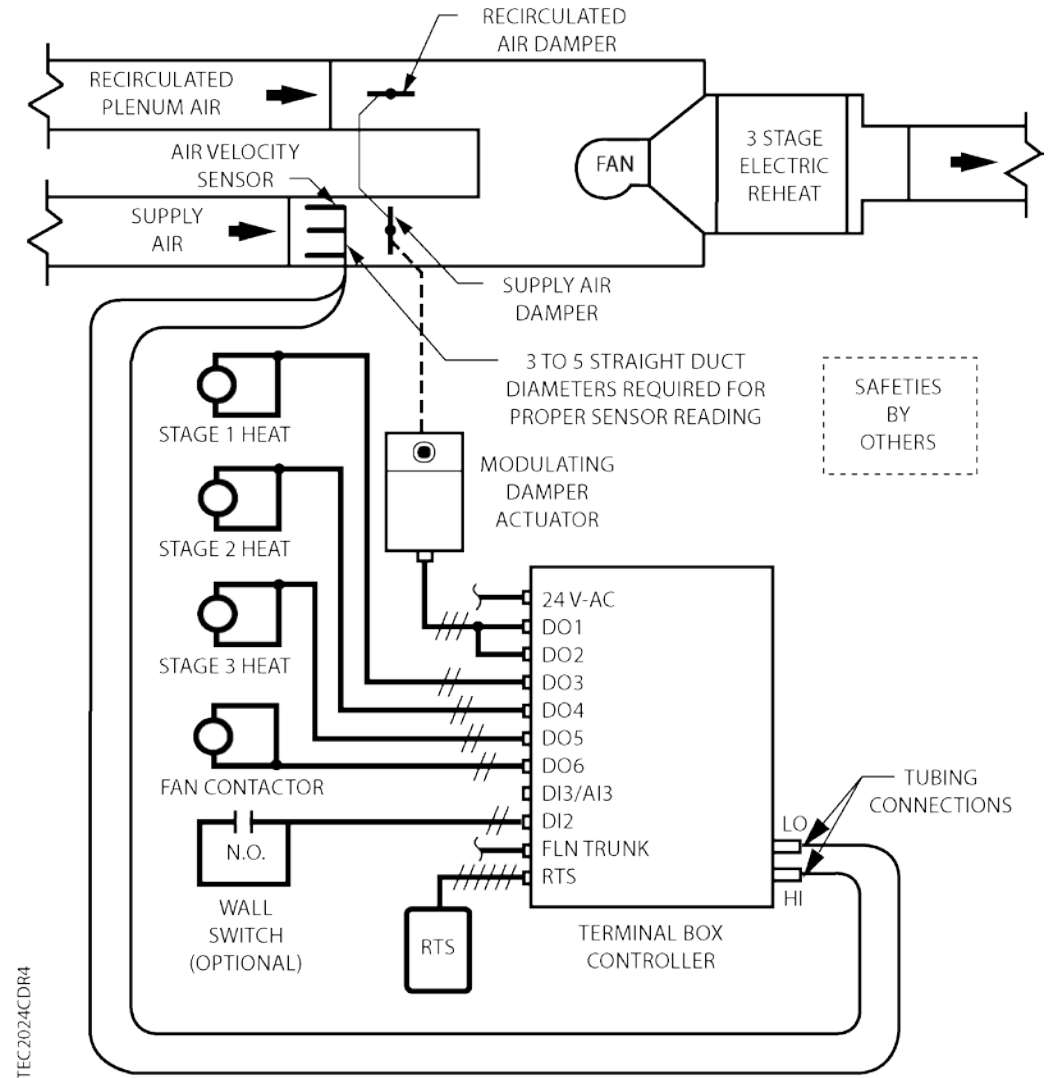 RECIRCULATED
AIR DAMPER
RECIRCULATED
PLENUM AIR
AIR VELOCITY
SENSOR
FAN
3 STAGE
ELECTRIC
REHEAT
SUPPLY
AIR
SUPPLY AIR
DAMPER
3 TO 5 STRAIGHT DUCT
DIAMETERS REQUIRED FOR
PROPER SENSOR READING
SAFETIES
BY
OTHERS
STAGE 1 HEAT
MODULATING
DAMPER
ACTUATOR
STAGE 2 HEAT
STAGE 3 HEAT
FAN CONTACTOR
N.O.
WALL
SWITCH
(OPTIONAL)
RTS
24 V-AC
DO1
DO2
DO3
DO4
DO5
DO6
DI3/AI3
DI2
FLN TRUNK
RTS
TERMINAL BOX
CONTROLLER
TUBING
CONNECTIONS
LO
HI
TEC2024CDR4